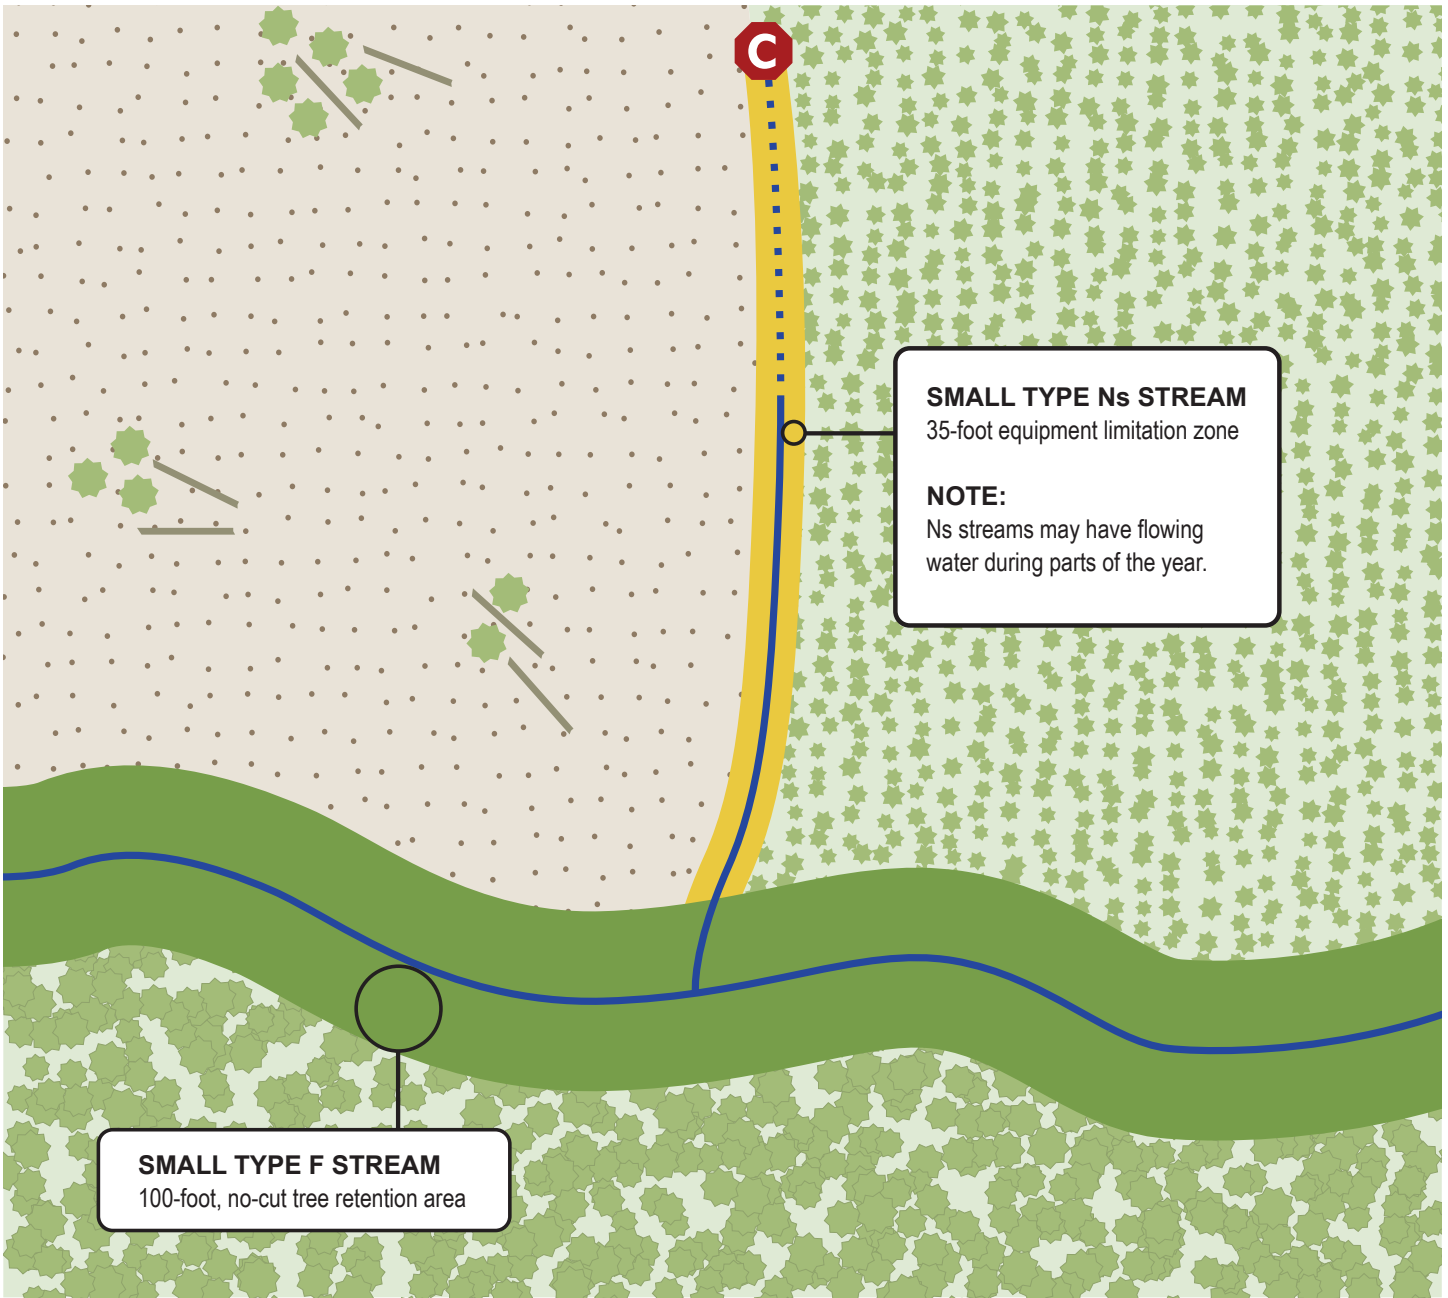 C
SMALL TYPE Ns STREAM
35-foot equipment limitation zone
NOTE:
Ns streams may have flowing
water during parts of the year.
SMALL TYPE F STREAM
100-foot, no-cut tree retention area